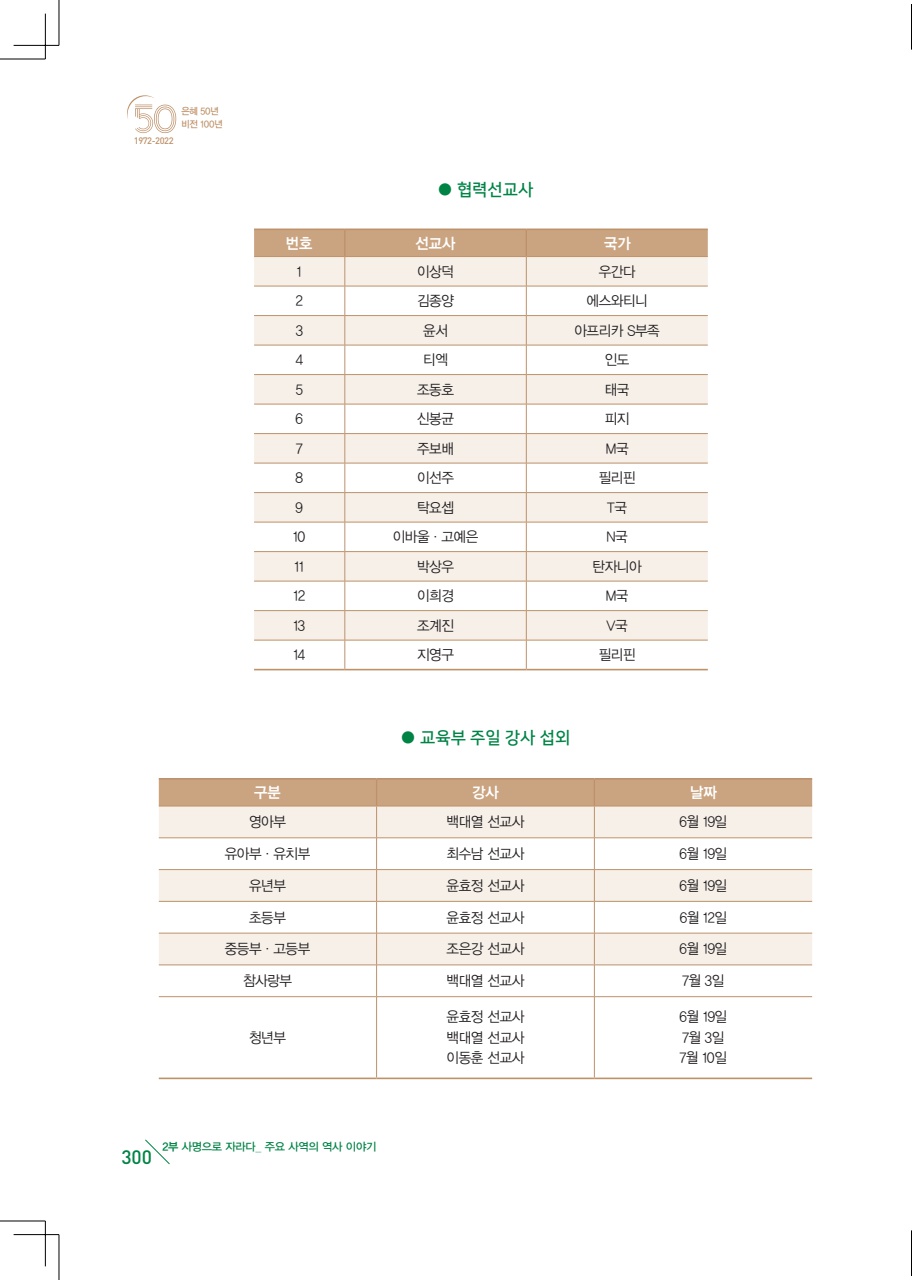 50
은혜 50년
비전 100년
1972-2022
● 협력선교사
번호 선교사 국가
1 이상덕 우간다
2 김종양 에스와티니
3 윤서 아프리카 S부족
4 티엑 인도
5 조동호 태국
6 신봉균 피지
7 주보배 M국
8 이선주 필리핀
9 탁요셉 T국
10 이바울 · 고예은 N국
11 박상우 탄자니아
12 이희경 M국
13 조계진 V국
14 지영구 필리핀
● 교육부 주일 강사 섭외
구분 강사 날짜
영아부 백대열 선교사 6월 19일
유아부 · 유치부 최수남 선교사 6월 19일
유년부 윤효정 선교사 6월 19일
초등부 윤효정 선교사 6월 12일
중등부 · 고등부 조은강 선교사 6월 19일
참사랑부 백대열 선교사 7월 3일
윤효정 선교사 6월 19일
청년부 백대열 선교사 7월 3일
이동훈 선교사 7월 10일
300 2부 사명으로 자라다_ 주요 사역의 역사 이야기